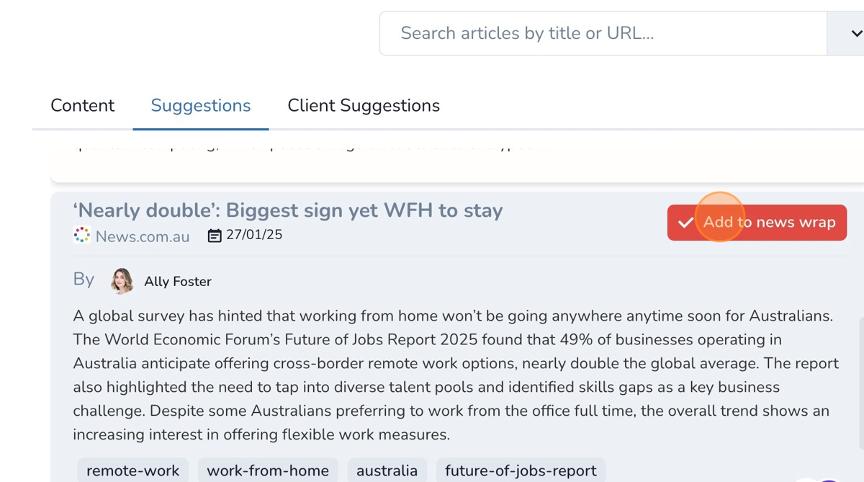 Search articles by title or URL...
Content Suggestions Client Suggestions
‘Nearly double’: Biggest sign yet WFH to stay
Add to news wrap
News.com.au 27/01/25
By Ally Foster
A global survey has hinted that working from home won’t be going anywhere anytime soon for Australians.
The World Economic Forum’s Future of Jobs Report 2025 found that 49% of businesses operating in
Australia anticipate offering cross-border remote work options, nearly double the global average. The report
also highlighted the need to tap into diverse talent pools and identified skills gaps as a key business
challenge. Despite some Australians preferring to work from the office full time, the overall trend shows an
increasing interest in offering flexible work measures.
remote-work work-from-home australia future-of-jobs-report